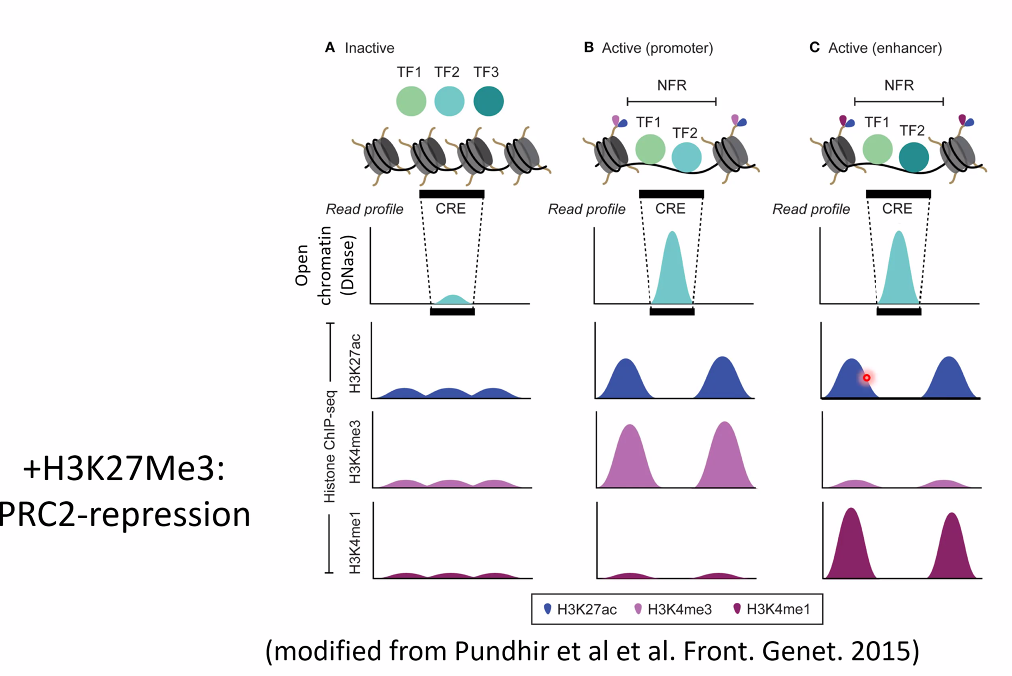 A Inactive
B Active (promoter)
C Active (enhancer)
TF1 TF2 TF3
NFR
TF1
TF2
NFR
TF1
TF2
Read profile
CRE
Read profile
CRE
Read profile
CRE
Open
chromatin
(DNase)
Histone ChIP-seq
H3K27ac
H3K4me3
H3K4me1
+H3K27Me3:
PRC2-repression
H3K27ac H3K4me3 H3K4me1
(modified from Pundhir et al et al. Front. Genet. 2015)